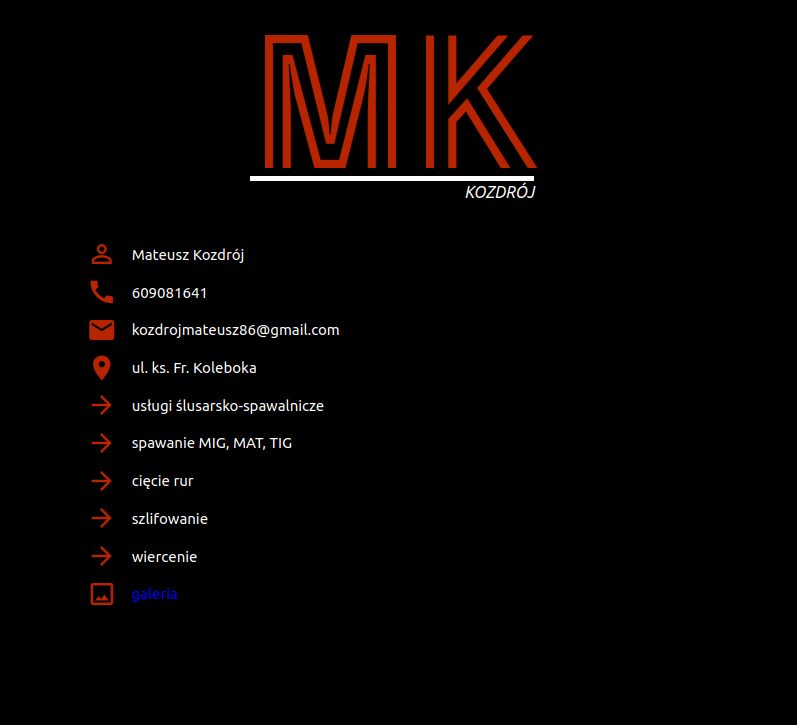 MK
KOZDRÓJ
Mateusz Kozdrój
609081641
kozdrojmateusz86@gmail.com
ul. ks. Fr. Koleboka
usługi ślusarsko-spawalnicze
spawanie MIG, MAT, TIG
cięcie rur
szlifowanie
wiercenie
galeria